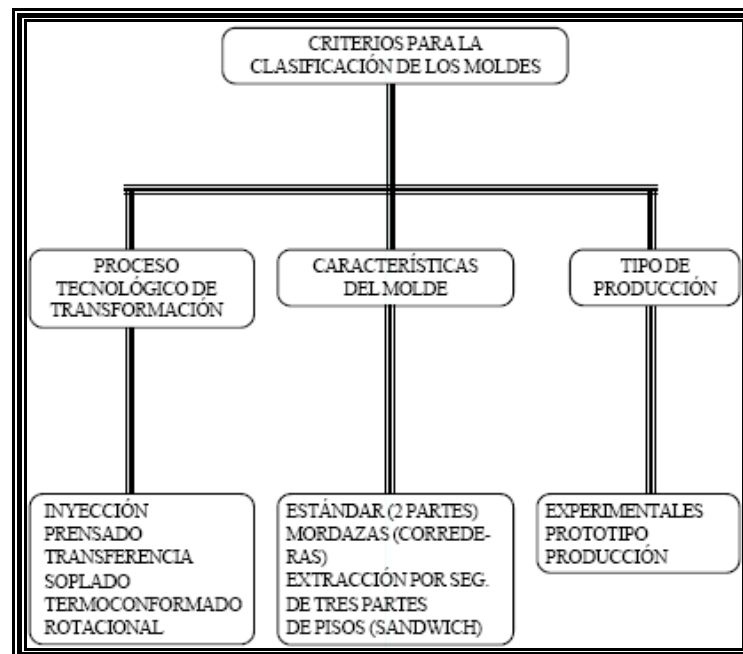 CRITERIOS PARA LA
CLASIFICACIÓN DE LOS MOLDES
PROCESO
TECNOLÓGICO DE
TRANSFORMACIÓN
CARACTERÍSTICAS
DEL MOLDE
TIPO DE
PRODUCCIÓN
INYECCIÓN
PRENSADO
TRANSFERENCIA
SOPLADO
TERMOCONFORMADO
ROTACIONAL
ESTÁNDAR (2 PARTES)
MORDAZAS (CORREDE-
RAS)
EXTRACCIÓN POR SEG.
DE TRES PARTES
DE PISOS (SANDWICH)
EXPERIMENTALES
PROTOTIPO
PRODUCCIÓN